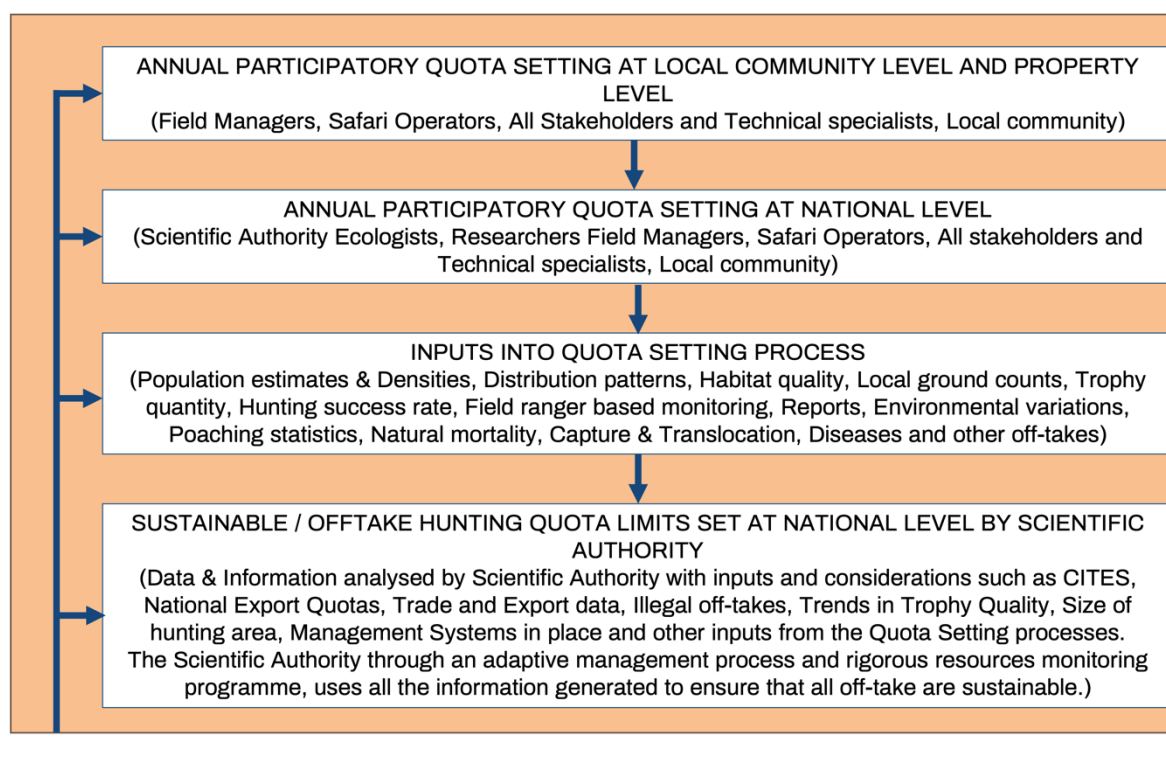 ANNUAL PARTICIPATORY QUOTA SETTING AT LOCAL COMMUNITY LEVEL AND PROPERTY
LEVEL
(Field Managers, Safari Operators, All Stakeholders and Technical specialists, Local community)
ANNUAL PARTICIPATORY QUOTA SETTING AT NATIONAL LEVEL
(Scientific Authority Ecologists, Researchers Field Managers, Safari Operators, All stakeholders and
Technical specialists, Local community)
INPUTS INTO QUOTA SETTING PROCESS
(Population estimates & Densities, Distribution patterns, Habitat quality, Local ground counts, Trophy
quantity, Hunting success rate, Field ranger based monitoring, Reports, Environmental variations,
Poaching statistics, Natural mortality, Capture & Translocation, Diseases and other off-takes)
SUSTAINABLE / OFFTAKE HUNTING QUOTA LIMITS SET AT NATIONAL LEVEL BY SCIENTIFIC
AUTHORITY
(Data & Information analysed by Scientific Authority with inputs and considerations such as CITES,
National Export Quotas, Trade and Export data, Illegal off-takes, Trends in Trophy Quality, Size of
hunting area, Management Systems in place and other inputs from the Quota Setting processes.
The Scientific Authority through an adaptive management process and rigorous resources monitoring
programme, uses all the information generated to ensure that all off-take are sustainable.)